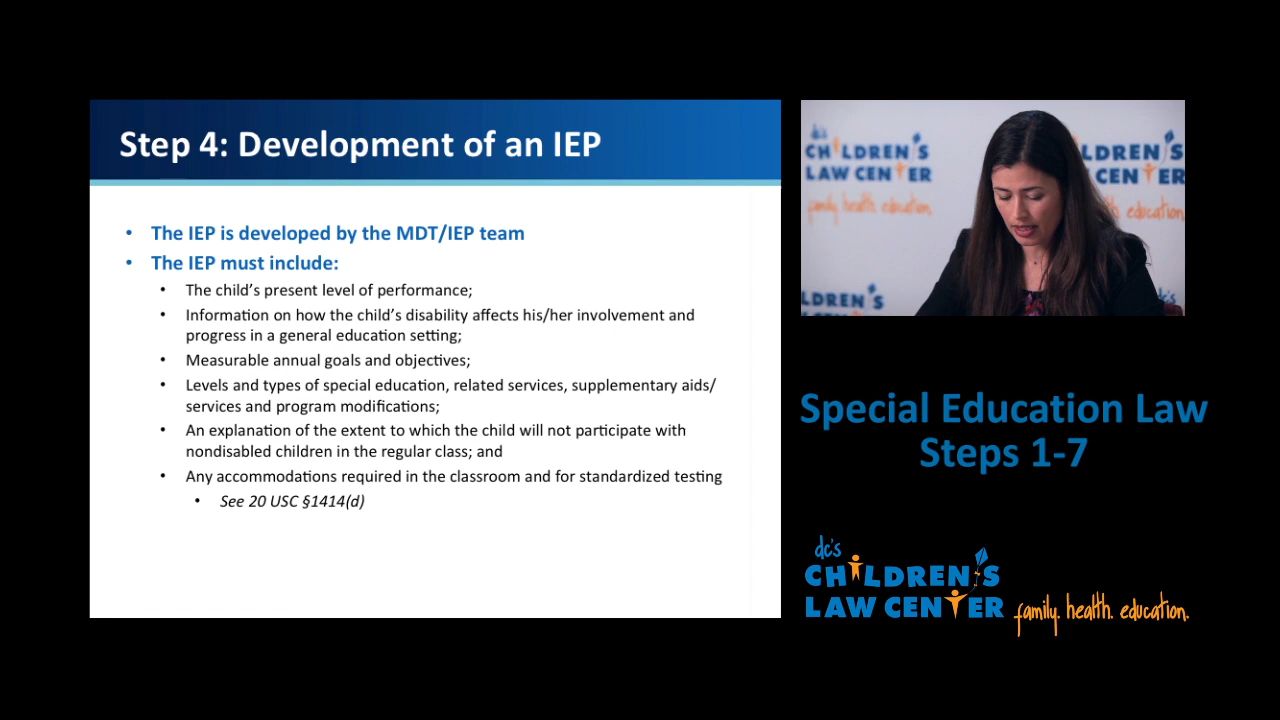 Step 4: Development of an IEP
• The IEP is developed by the MDT/IEP team
• The IEP must include:
• The child's present level of performance;
• Information on how the child's disability affects his/her involvement and
progress in a general education setting;
• Measurable annual goals and objectives;
• Levels and types of special education, related services, supplementary aids/
services and program modifications;
• An explanation of the extent to which the child will not participate with
nondisabled children in the regular class; and
• Any accommodations required in the classroom and for standardized testing
• See 20 USC §1414(d)
dc's
CHILDREN'S
LAW CENTER
family. health. education.
LDREN'S
CENTER
education.
LDREN'S
dc's
Special Education Law
Steps 1-7
dc's
CHILDREN'S
LAW CENTER
family. health. education.